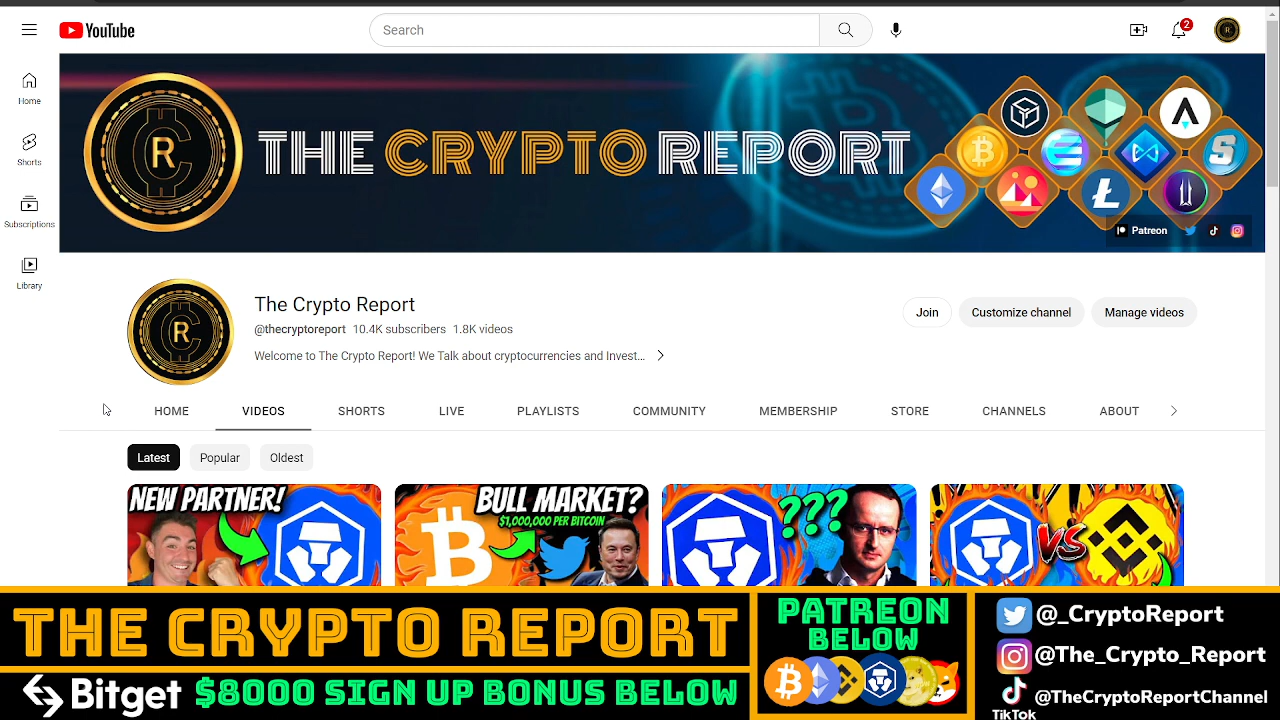 YouTube
Search
2
Home
Shorts
Subscriptions
Library
R
THE CRYPTO REPORT
Patreon
R
The Crypto Report
@thecryptoreport 10.4K subscribers 1.8K videos
Welcome to The Crypto Report! We Talk about cryptocurrencies and Invest...
Join
Customize channel
Manage videos
HOME
VIDEOS
SHORTS
LIVE
PLAYLISTS
COMMUNITY
MEMBERSHIP
STORE
CHANNELS
ABOUT
Latest
Popular
Oldest
NEW PARTNER!
BULL MARKET?
$1,000,000 PER BITCOIN
???
VS
THE CRYPTO REPORT
Bitget $8000 SIGN UP BONUS BELOW
PATREON
BELOW
@_CryptoReport
@The_Crypto_Report
@TheCryptoReportChannel
TikTok